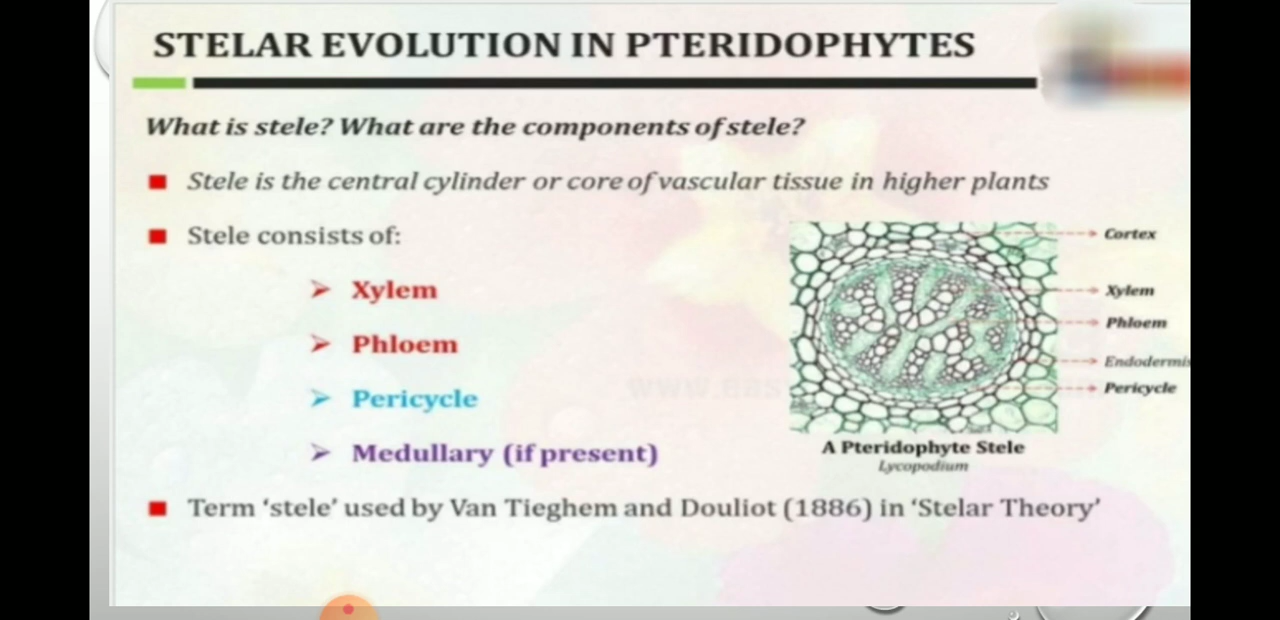 STELAR EVOLUTION IN PTERIDOPHYTES
What is stele? What are the components of stele?
Stele is the central cylinder or core of vascular tissue in higher plants
Stele consists of:
Xylem
Phloem
Pericycle
Medullary (if present)
Cortex
Xylem
Phloem
Endodermis
Pericycle
A Pteridophyte Stele
Lycopodium
Term ‘stele’ used by Van Tieghem and Douliot (1886) in ‘Stelar Theory’